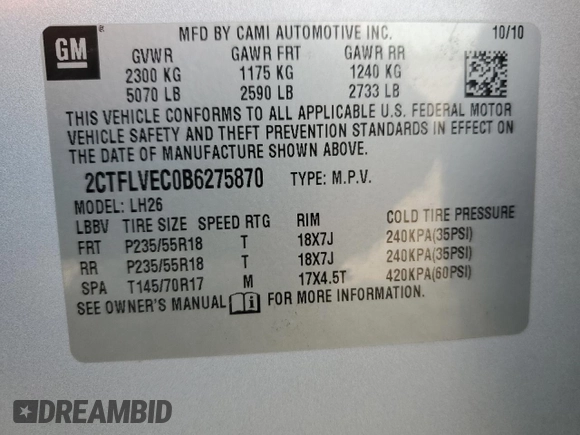 GM
®
MFD BY CAMI AUTOMOTIVE INC. 10/10
GVWR GAWR FRT GAWR RR
2300 KG 1175 KG 1240 KG
5070 LB 2590 LB 2733 LB
THIS VEHICLE CONFORMS TO ALL APPLICABLE U.S. FEDERAL MOTOR
VEHICLE SAFETY AND THEFT PREVENTION STANDARDS IN EFFECT ON
THE DATE OF MANUFACTURE SHOWN ABOVE.
2CTFLVEC0B6275870 TYPE: M.P.V.
MODEL: LH26
LBBV TIRE SIZE SPEED RTG RIM COLD TIRE PRESSURE
FRT P235/55R18 T 18X7J 240KPA(35PSI)
RR P235/55R18 T 18X7J 240KPA(35PSI)
SPA T145/70R17 M 17X4.5T 420KPA(60PSI)
SEE OWNER'S MANUAL i FOR MORE INFORMATION.
DREAMBID